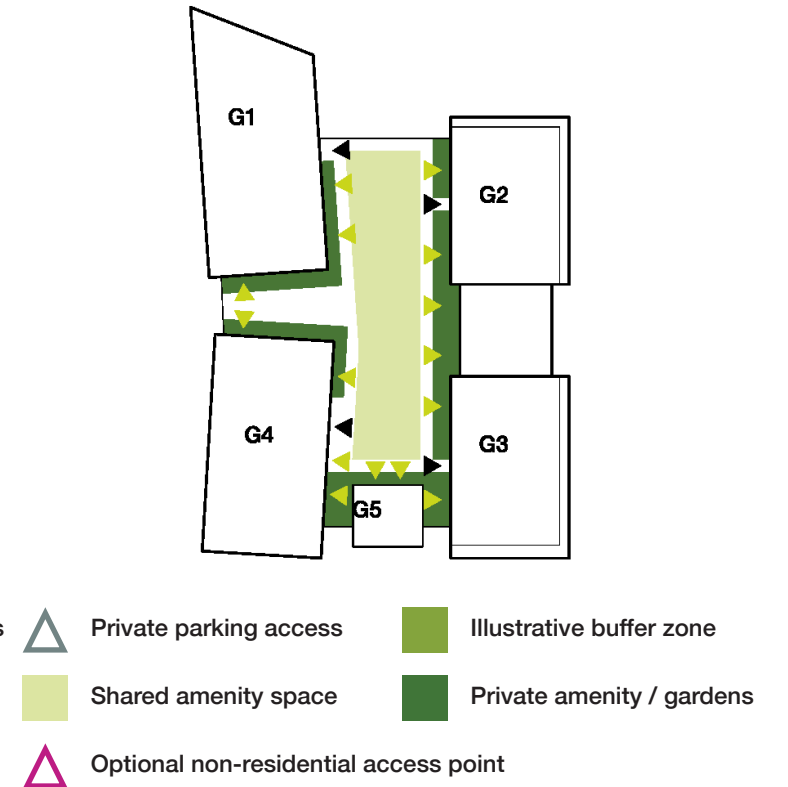 G1
G2
G4
G3
G5
s
Private parking access
Illustrative buffer zone
Shared amenity space
Private amenity / gardens
Optional non-residential access point